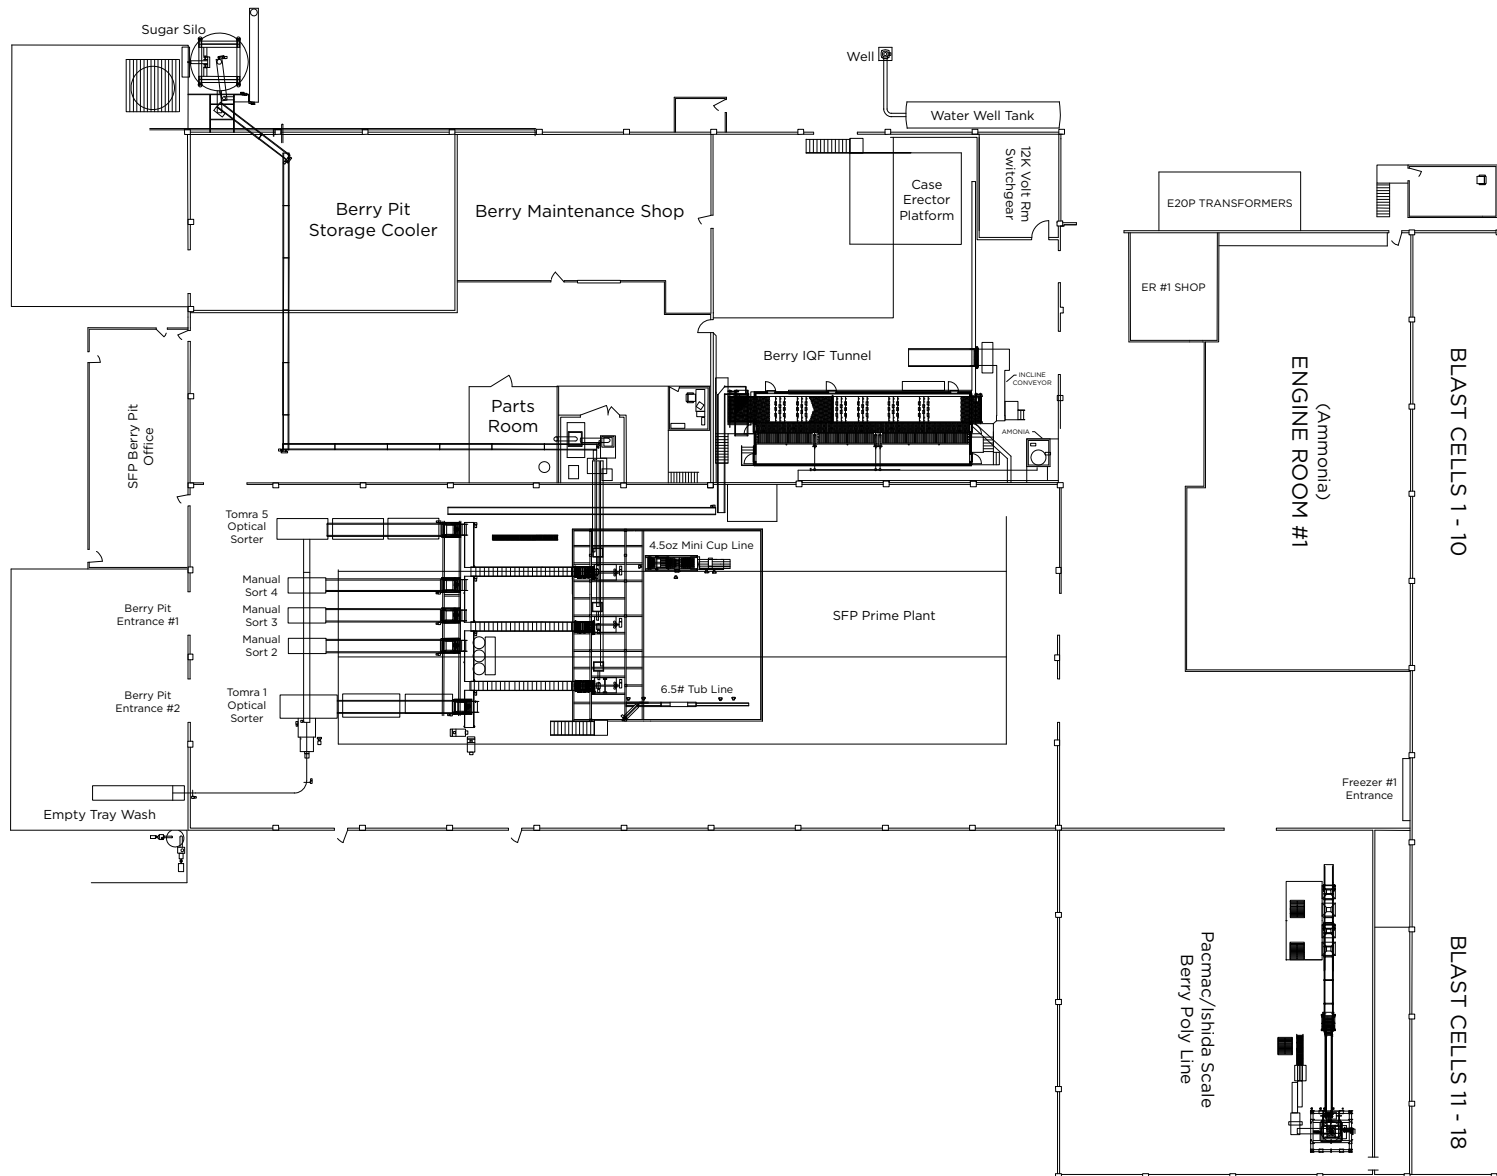 Sugar Silo
Well
Water Well Tank
12K Volt Rm
Switchgear
Case
Erector
Platform
Berry Pit
Storage Cooler
Berry Maintenance Shop
E20P TRANSFORMERS
ER #1 SHOP
Berry IQF Tunnel
INCLINE
CONVEYOR
AMONIA
Parts
Room
SFP Berry Pit
Office
(Ammonia)
ENGINE ROOM #1
BLAST CELLS 1 - 10
Tomra 5
Optical
Sorter
4.5oz Mini Cup Line
Manual
Sort 4
Manual
Sort 3
Manual
Sort 2
Berry Pit
Entrance #1
SFP Prime Plant
Berry Pit
Entrance #2
Tomra 1
Optical
Sorter
6.5# Tub Line
Freezer #1
Entrance
Empty Tray Wash
Pacmac/Ishida Scale
Berry Poly Line
BLAST CELLS 11 - 18